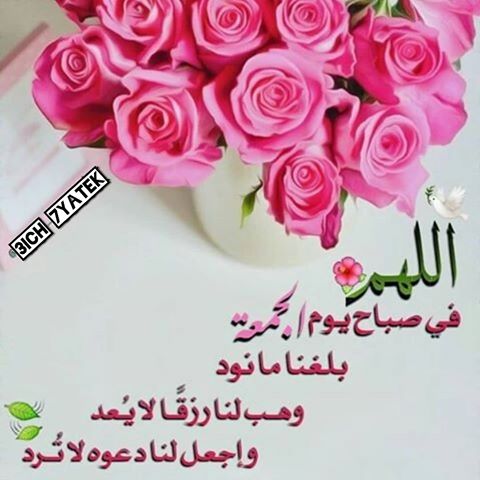 3ICH 7YATEK
اللهم
في صباح يوم الجمعة
بلغنا ما نود
وهب لنا رزقًا لا يُعد
وإجعل لنا دعوه لا تُرد